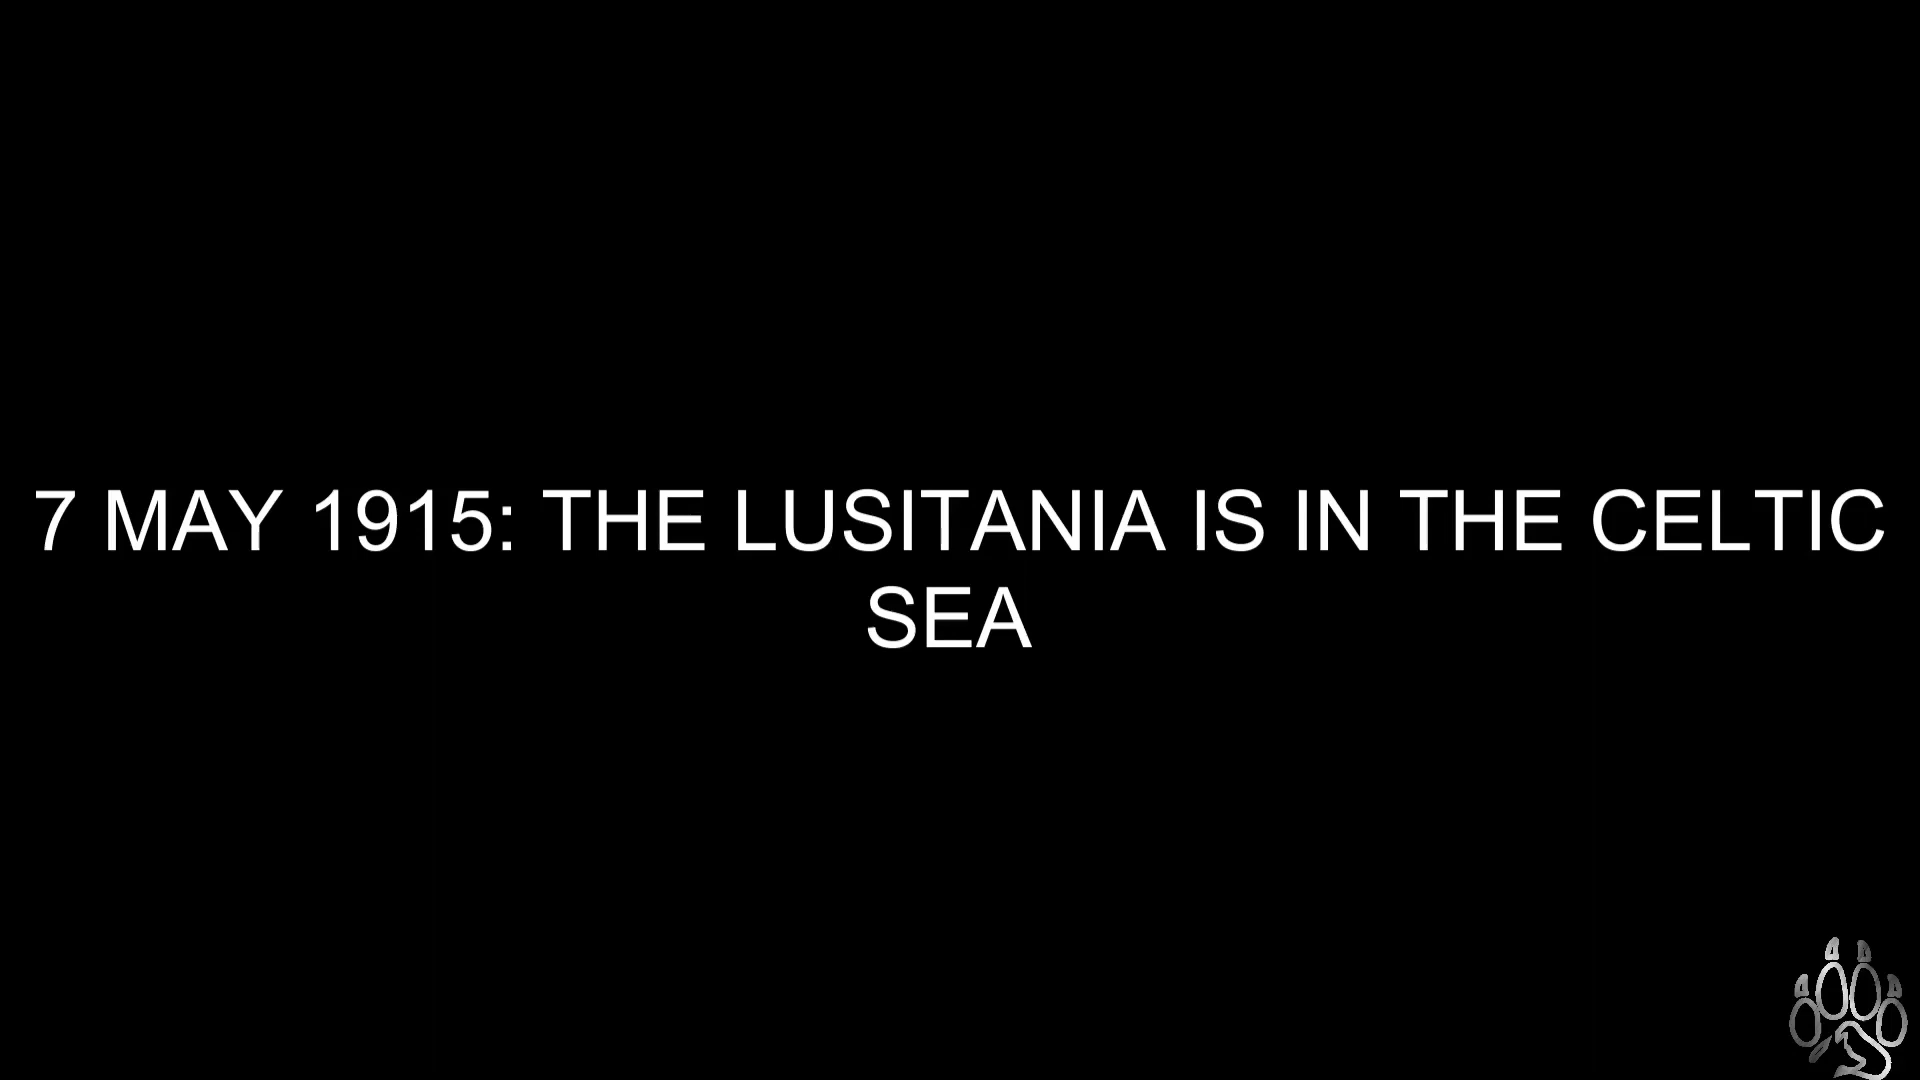 7 MAY 1915: THE LUSITANIA IS IN THE CELTIC
SEA